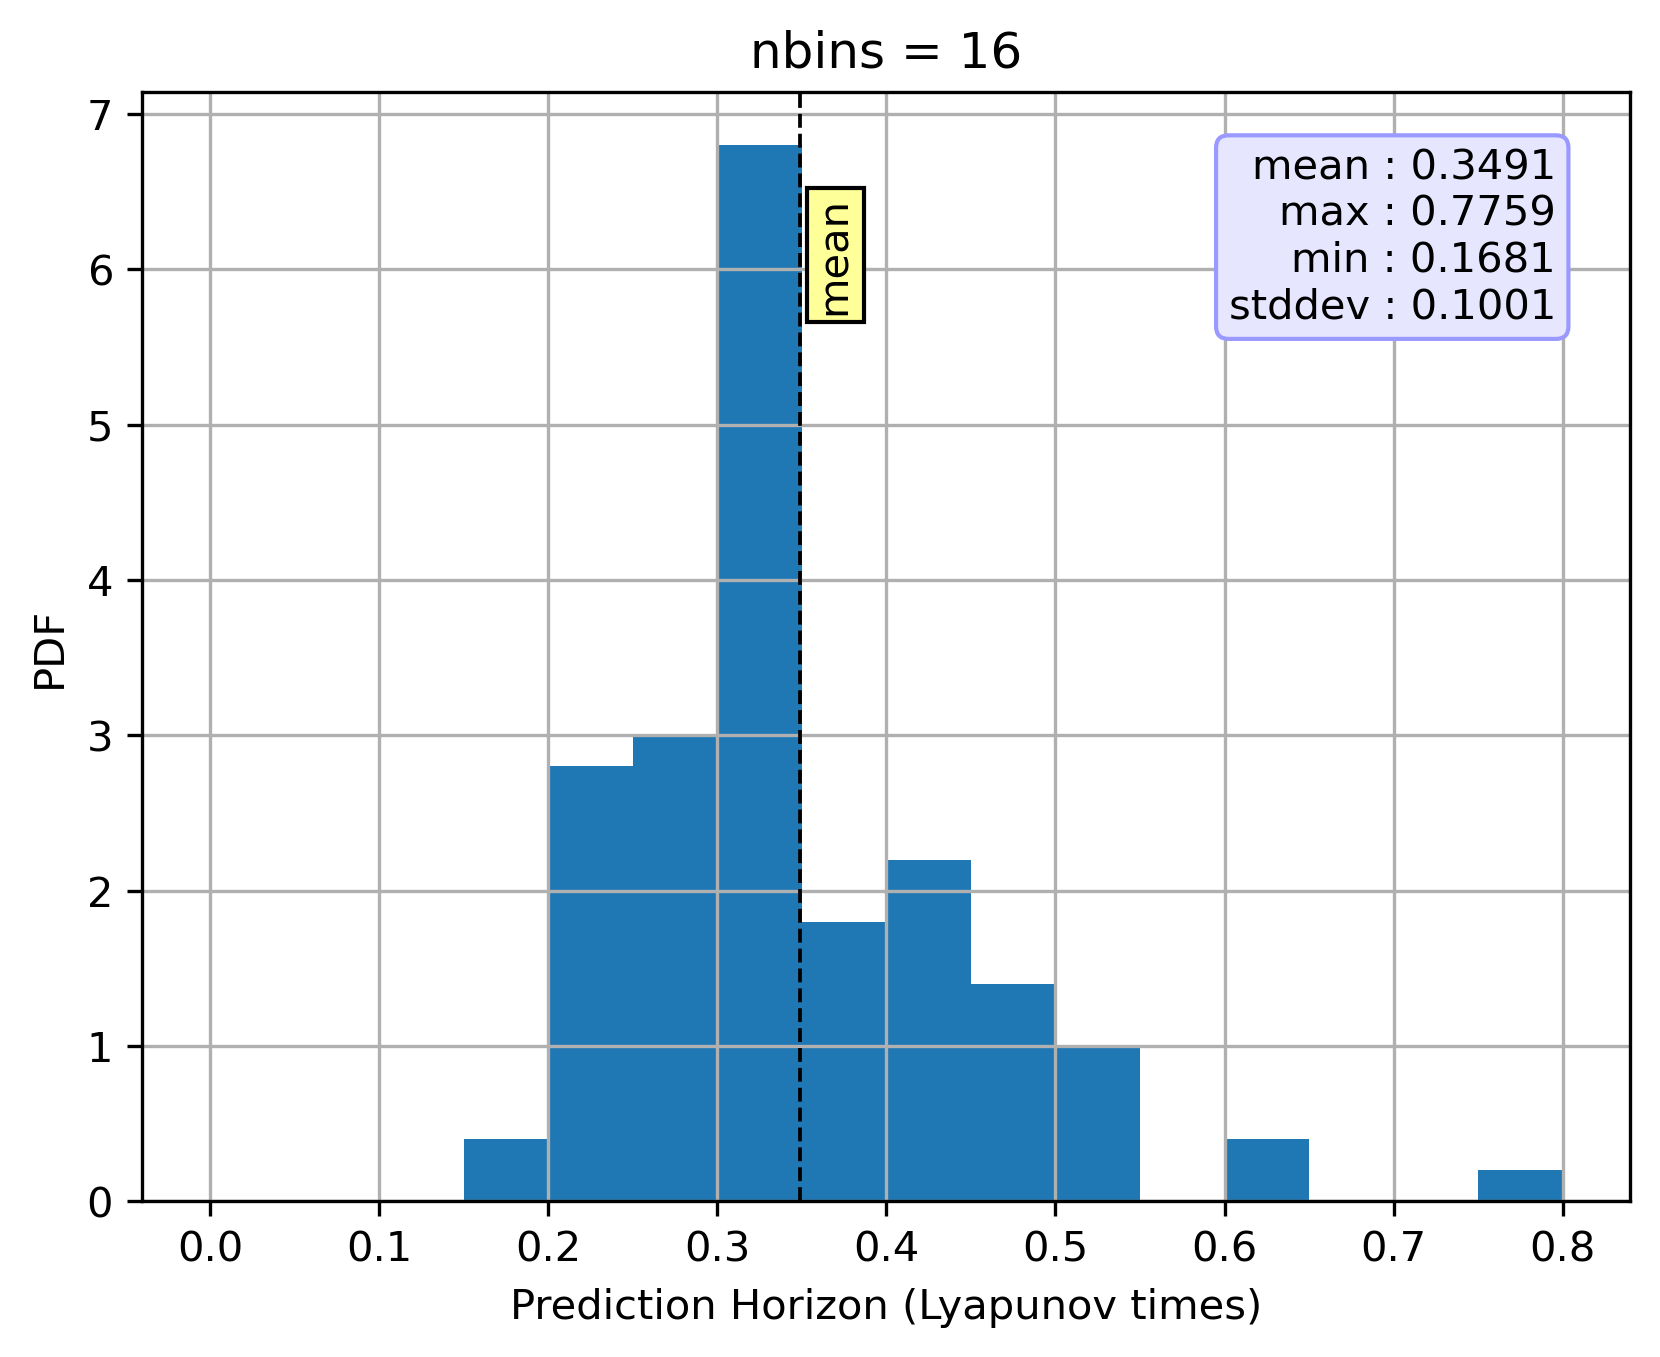 nbins = 16
7
6
5
4
3
2
1
0
PDF
mean
mean : 0.3491
max : 0.7759
min : 0.1681
stddev : 0.1001
0.0 0.1 0.2 0.3 0.4 0.5 0.6 0.7 0.8
Prediction Horizon (Lyapunov times)